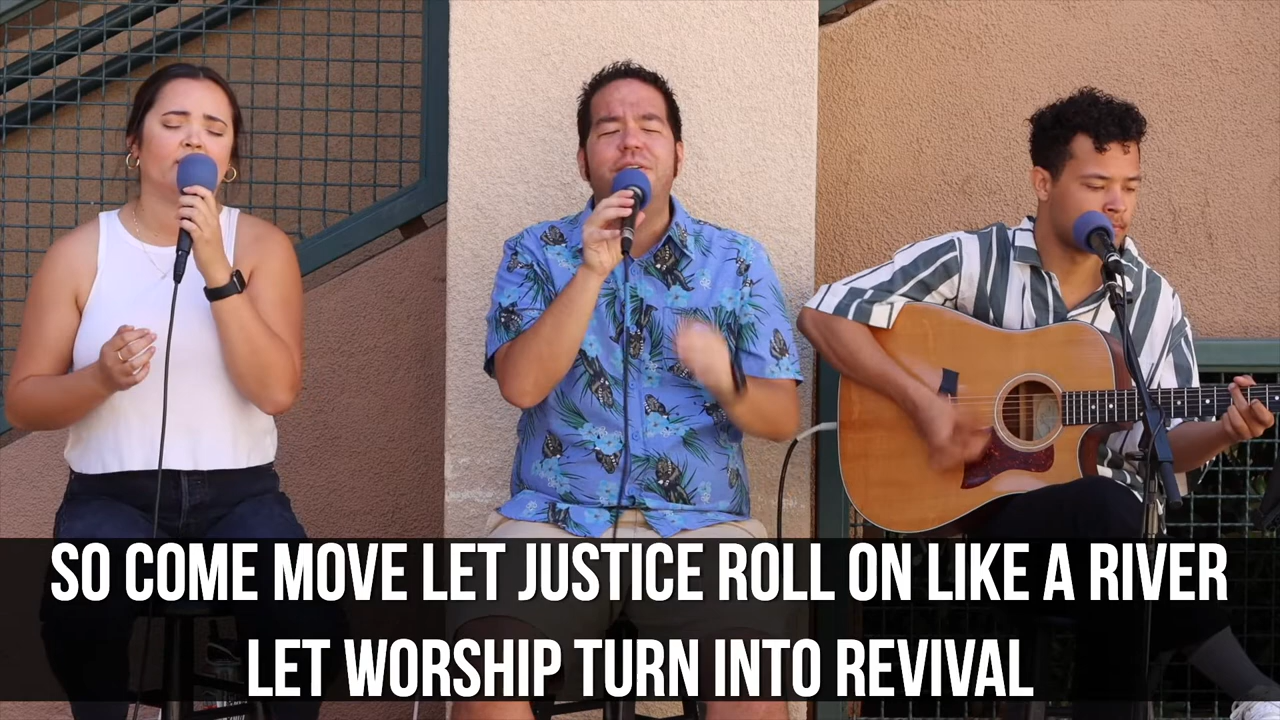 SO COME MOVE LET JUSTICE ROLL ON LIKE A RIVER
LET WORSHIP TURN INTO REVIVAL